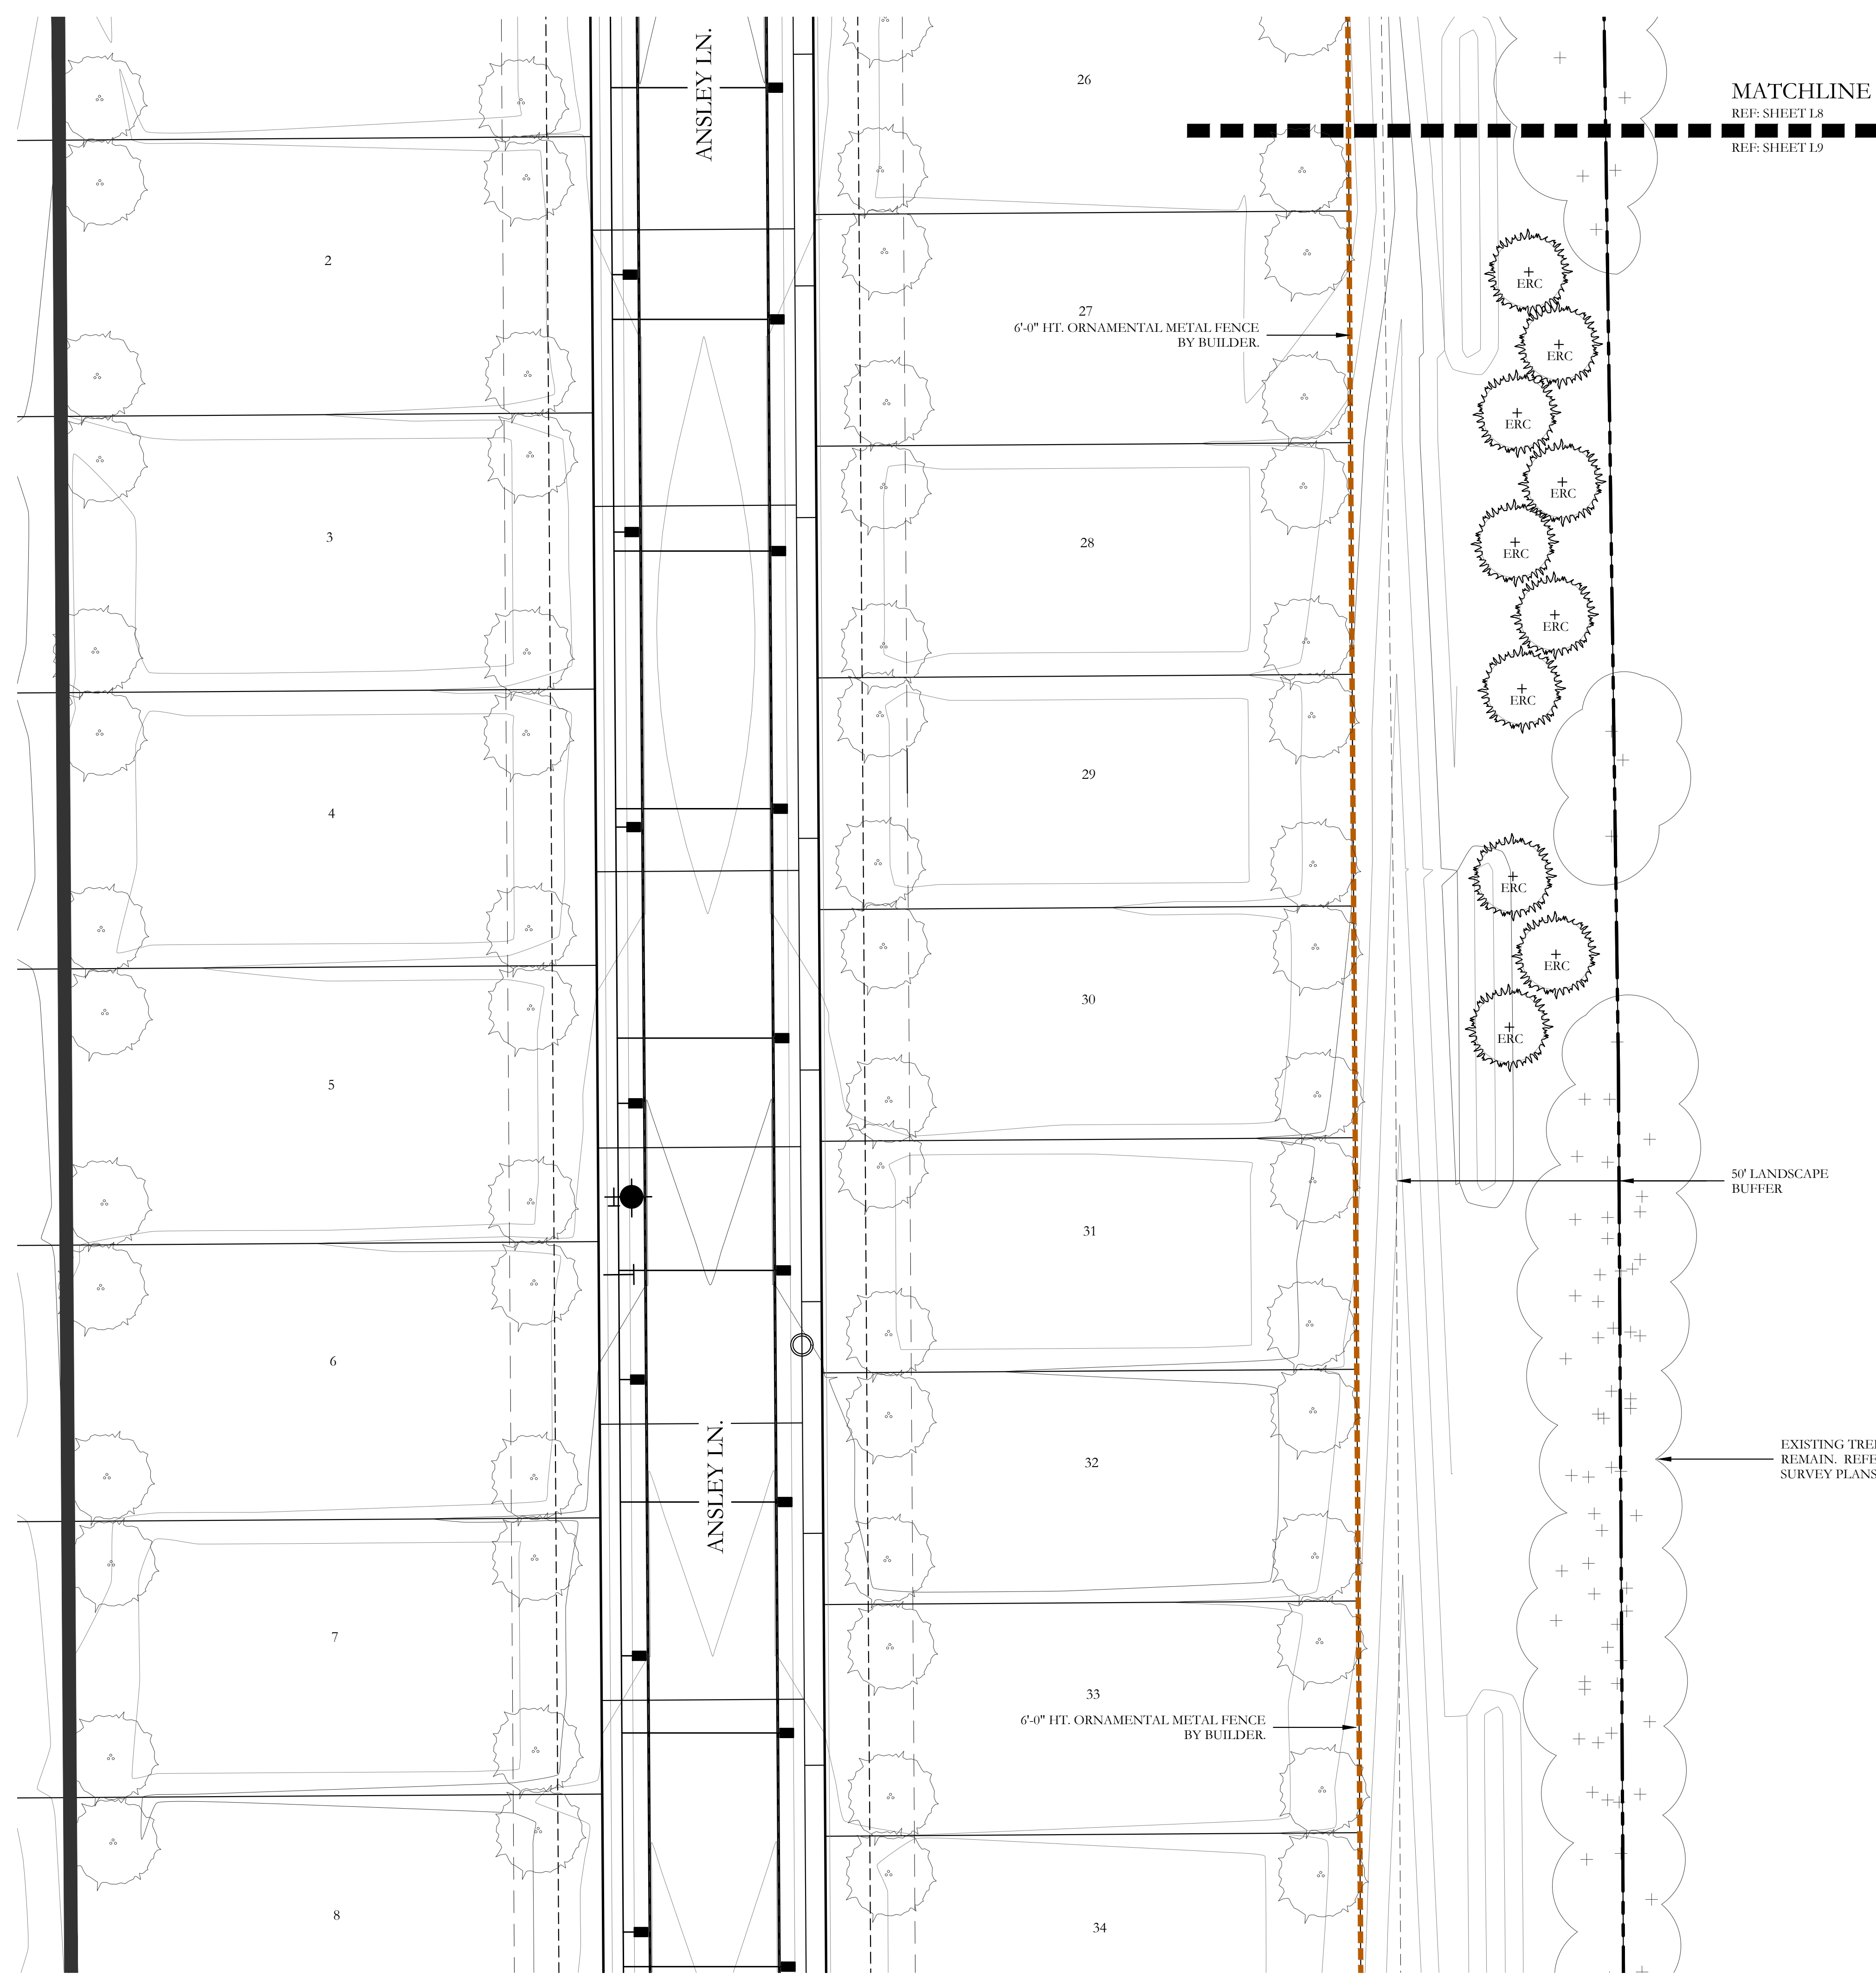 ANSLEY LN.
26
MATCHLINE
REF: SHEET L8
REF: SHEET L9
2
27
6'-0" HT. ORNAMENTAL METAL FENCE
BY BUILDER.
ERC
ERC
ERC
ERC
3
28
ERC
ERC
ERC
4
29
ERC
ERC
ERC
5
30
50' LANDSCAPE
BUFFER
31
6
ANSLEY LN.
32
EXISTING
REMAIN.
SURVEY PLANS
7
33
6'-0" HT. ORNAMENTAL METAL FENCE
BY BUILDER.
8
34